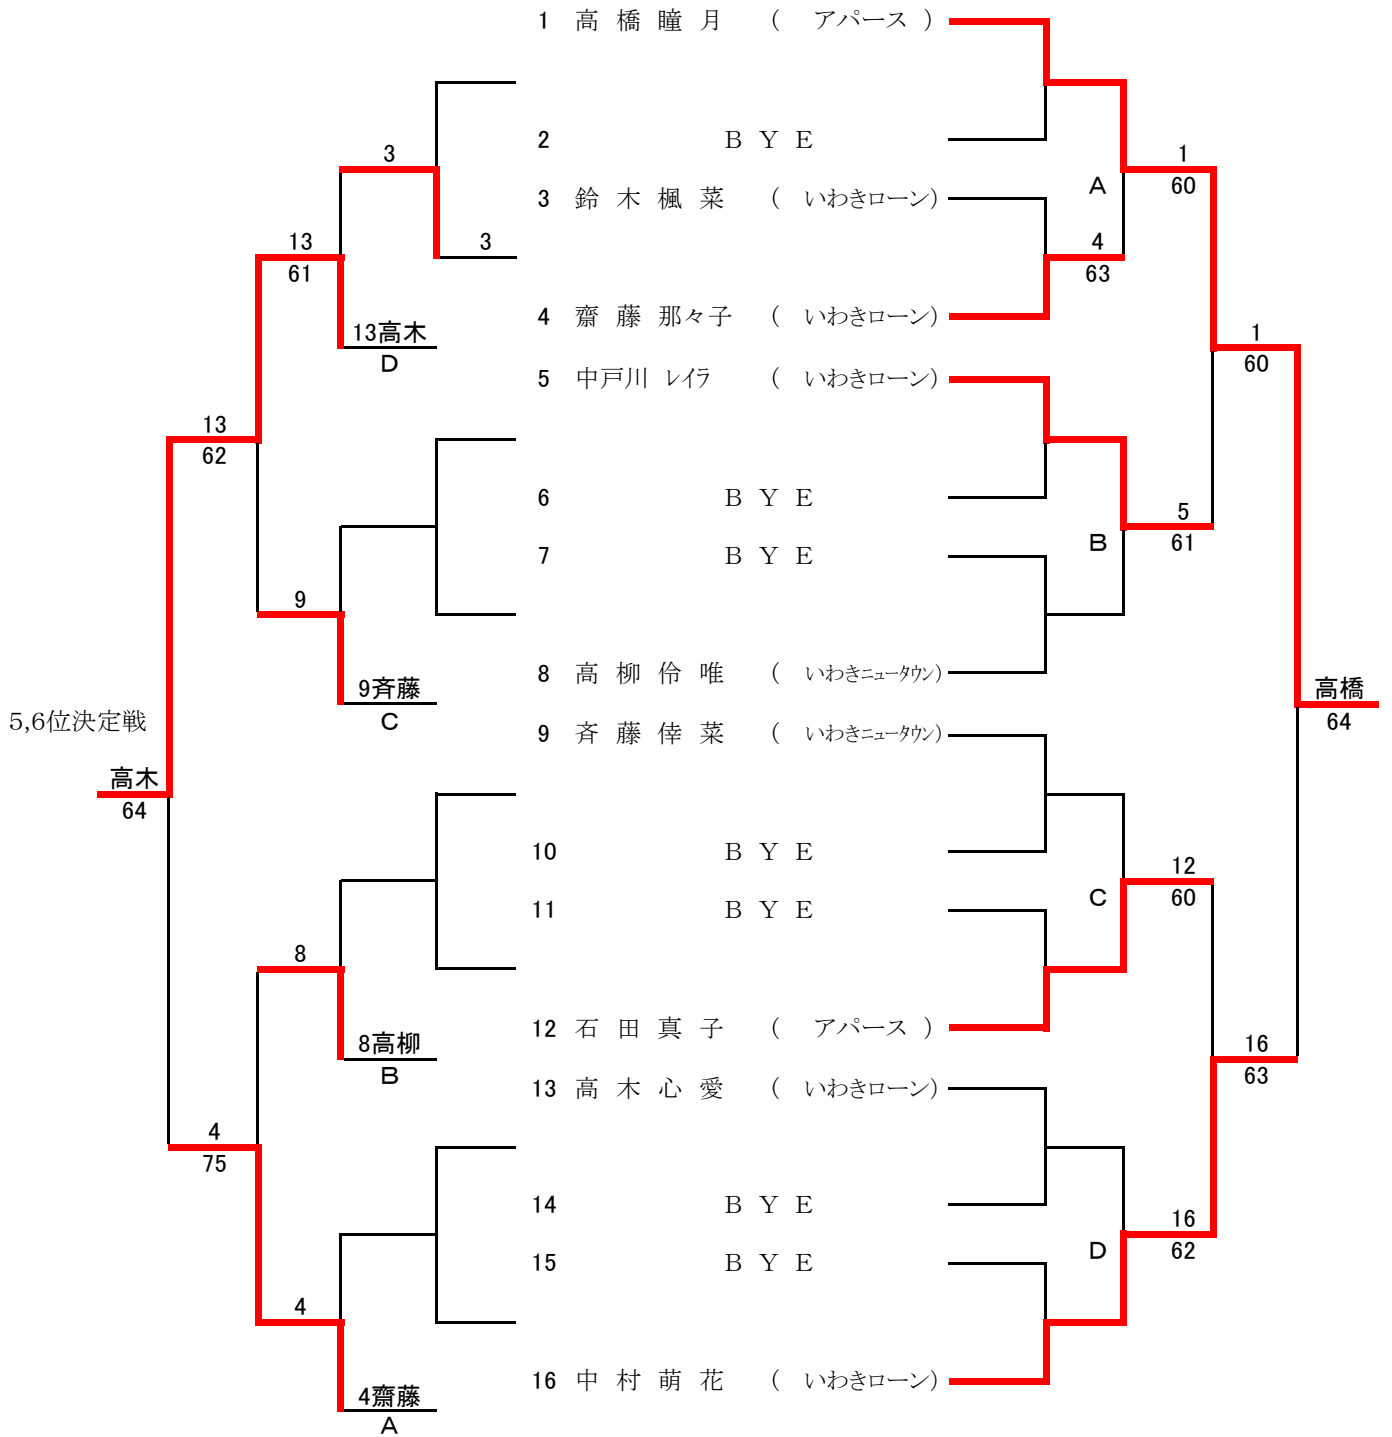 1 高橋瞳月 ( アパース )
2 BYE
3
1
A
60
3 鈴木楓菜 ( いわきローン)
13
3
4
61
63
4 齋藤那々子 ( いわきローン)
13高木
1
D
60
5 中戸川レイラ ( いわきローン)
13
62
6 BYE
5
B
61
7 BYE
9
8 高柳伶唯 ( いわきニュータウン)
9斉藤
高橋
C
64
5,6位決定戦
9 斉藤倖菜 ( いわきニュータウン)
高木
64
10 BYE
12
C
60
11 BYE
8
12 石田真子 ( アパース )
8高柳
16
B
63
13 高木心愛 ( いわきローン)
4
75
14 BYE
16
D
62
15 BYE
4
16 中村萌花 ( いわきローン)
4齋藤
A